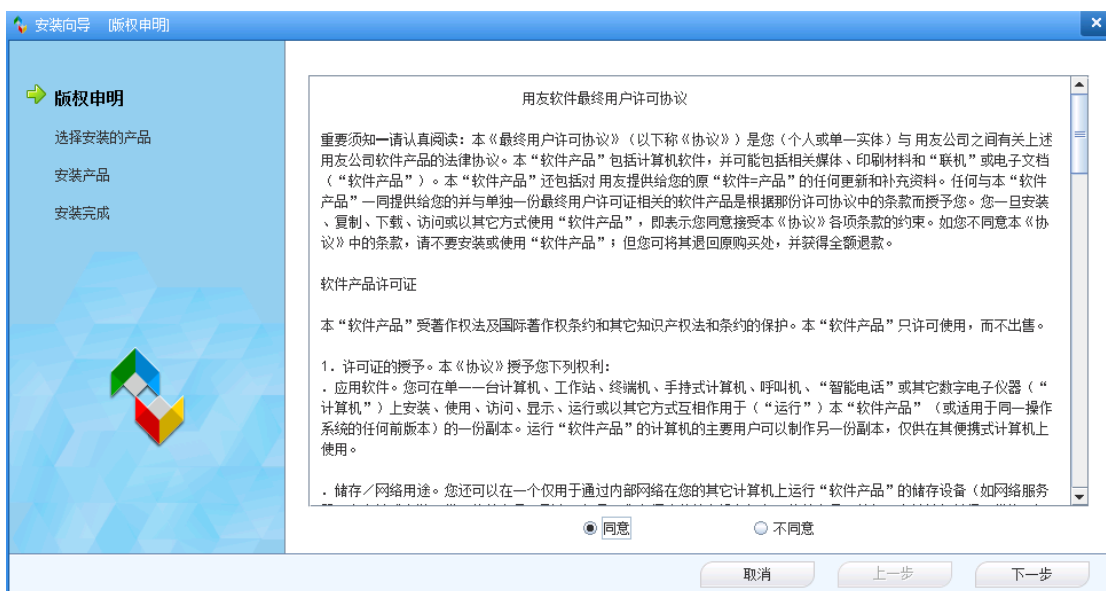 安装向导 [版权申明]
版权申明
选择安装的产品
安装产品
安装完成
用友软件最终用户许可协议
重要须知—请认真阅读：本《最终用户许可协议》（以下称《协议》）是您（个人或单一实体）与 用友公司之间有关上述
用友公司软件产品的法律协议。本“软件产品”包括计算机软件，并可能包括相关媒体、印刷材料和“联机”或电子文档
（“软件产品”）。本“软件产品”还包括对 用友提供给您的原“软件=产品”的任何更新和补充资料。任何与本“软件
产品”一同提供给您的并与单独一份最终用户许可证相关的软件产品是根据那份许可协议中的条款而授予您。您一旦安装
、复制、下载、访问或以其它方式使用“软件产品”，即表示您同意接受本《协议》各项条款的约束。如您不同意本《协
议》中的条款，请不要安装或使用“软件产品”；但您可将其退回原购买处，并获得全额退款。
软件产品许可证
本“软件产品”受著作权法及国际著作权条约和其它知识产权法和条约的保护。本“软件产品”只许可使用，而不出售。
1．许可证的授予。本《协议》授予您下列权利：
．应用软件。您可在单一一台计算机、工作站、终端机、手持式计算机、呼叫机、“智能电话”或其它数字电子仪器（“
计算机”）上安装、使用、访问、显示、运行或以其它方式互相作用于（“运行”）本“软件产品”（或适用于同一操作
系统的任何前版本）的一份副本。运行“软件产品”的计算机的主要用户可以制作另一份副本，仅供在其便携式计算机上
使用。
．储存／网络用途。您还可以在一个仅用于通过内部网络在您的其它计算机上运行“软件产品”的储存设备（如网络服务
同意
不同意
取消
上一步
下一步